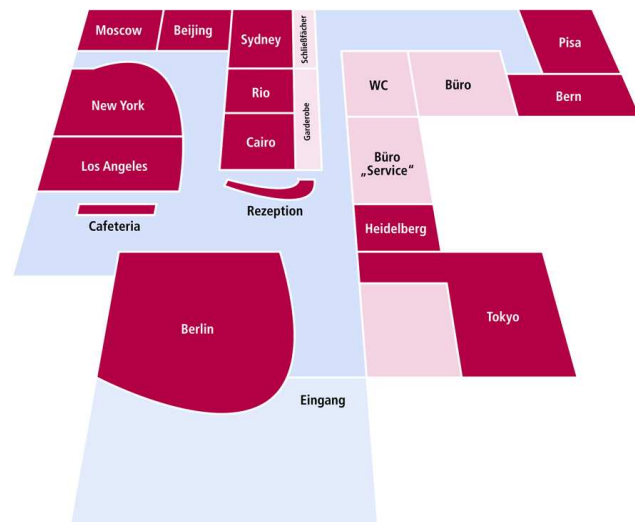 Moscow
Beijing
Sydney
Schließfächer
Pisa
New York
Rio
Garderobe
WC
Büro
Bern
Los Angeles
Cairo
Büro
„Service“
Cafeteria
Rezeption
Heidelberg
Berlin
Tokyo
Eingang